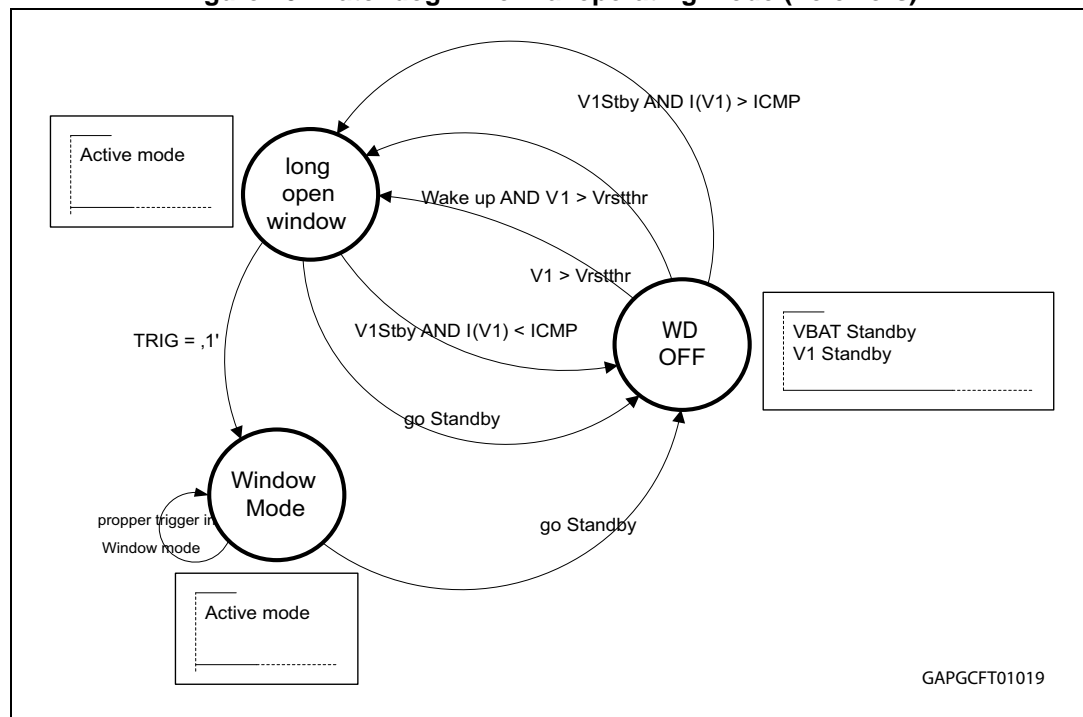 V1Stby AND I(V1) > ICMP
Active mode
long
open
window
Wake up AND V1 > Vrstthr
V1 > Vrstthr
TRIG = ‚1'
V1Stby AND I(V1) < ICMP
WD
OFF
VBAT Standby
V1 Standby
go Standby
Window
Mode
propper trigger in
Window mode
go Standby
Active mode
GAPGCFT01019